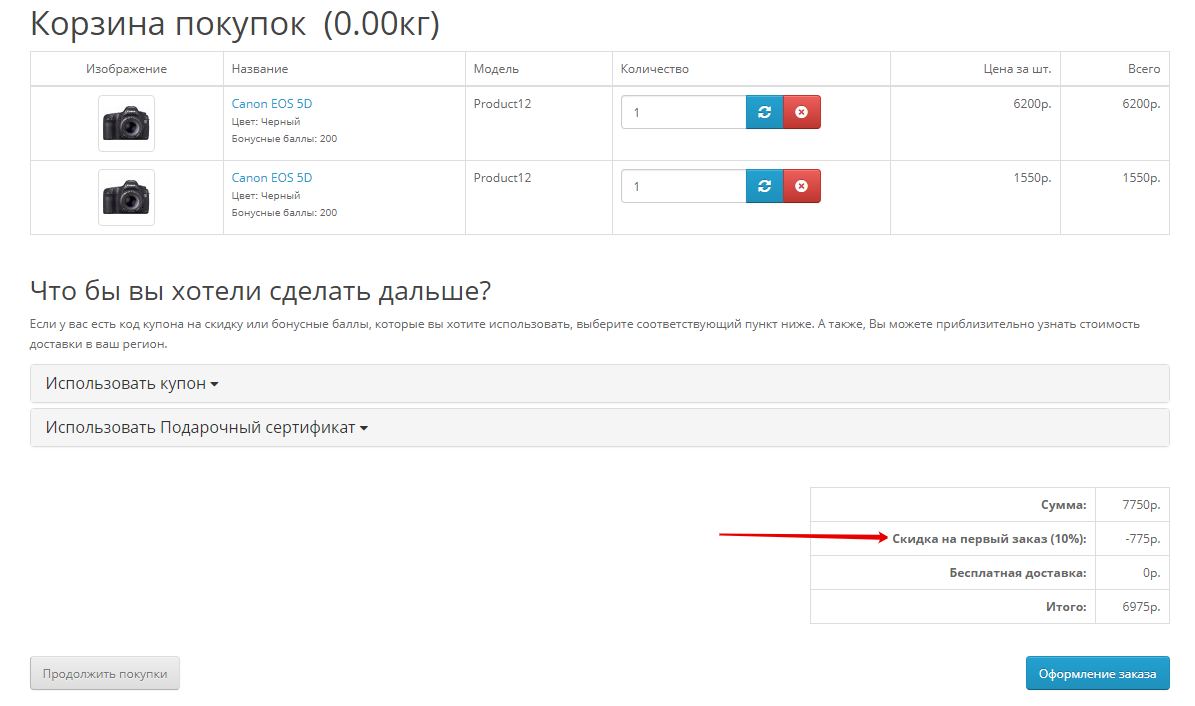 Корзина покупок (0.00кг)
Изображение Название Модель Количество Цена за шт. Всего
Canon EOS 5D Product12 1 6200р. 6200р.
Цвет: Черный
Бонусные баллы: 200
Canon EOS 5D Product12 1 1550р. 1550р.
Цвет: Черный
Бонусные баллы: 200
Что бы вы хотели сделать дальше?
Если у вас есть код купона на скидку или бонусные баллы, которые вы хотите использовать, выберите соответствующий пункт ниже. А также, Вы можете приблизительно узнать стоимость
доставки в ваш регион.
Использовать купон
Использовать Подарочный сертификат
Сумма: 7750р.
Скидка на первый заказ (10%): -775р.
Бесплатная доставка: 0р.
Итого: 6975р.
Продолжить покупки Оформление заказа